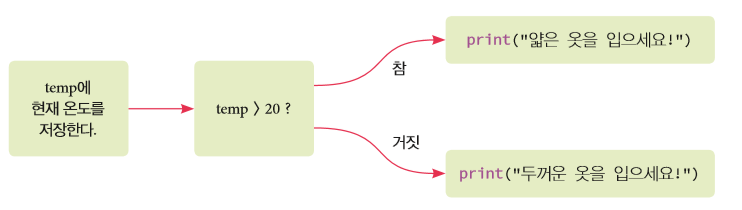 temp에
현재 온도를
저장한다.
temp > 20 ?
참
print("얇은 옷을 입으세요!")
거짓
print("두꺼운 옷을 입으세요!")